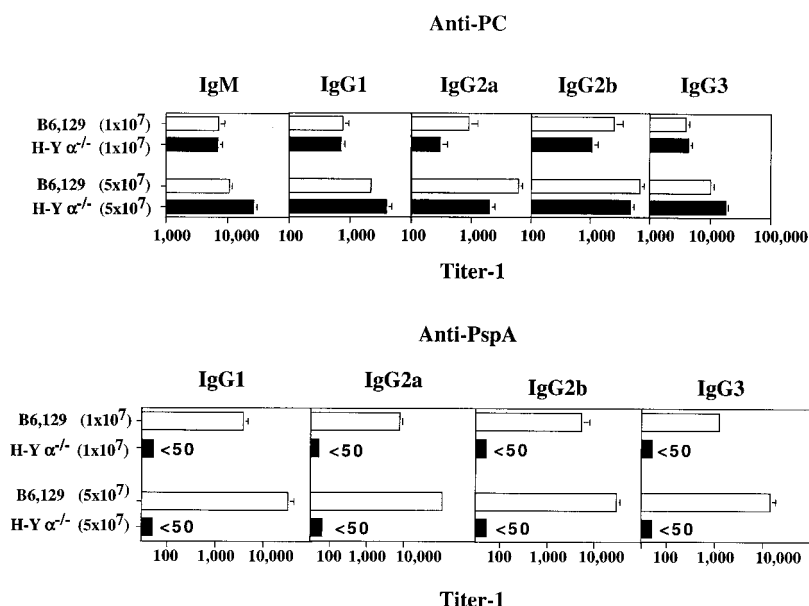 Anti-PC
IgM IgG1 IgG2a IgG2b IgG3
B6,129 (1x10⁷)
H-Y α⁻/⁻ (1x10⁷)
B6,129 (5x10⁷)
H-Y α⁻/⁻ (5x10⁷)
1,000 10,000 100 1,000 100 1,000 100 1,000 1,000 10,000 100,000
Titer-1
Anti-PspA
IgG1 IgG2a IgG2b IgG3
B6,129 (1x10⁷)
H-Y α⁻/⁻ (1x10⁷) <50 <50 <50 <50
B6,129 (5x10⁷)
H-Y α⁻/⁻ (5x10⁷) <50 <50 <50 <50
100 1,000 10,000 100 1,000 10,000 100 1,000 10,000 100 1,000 10,000
Titer-1